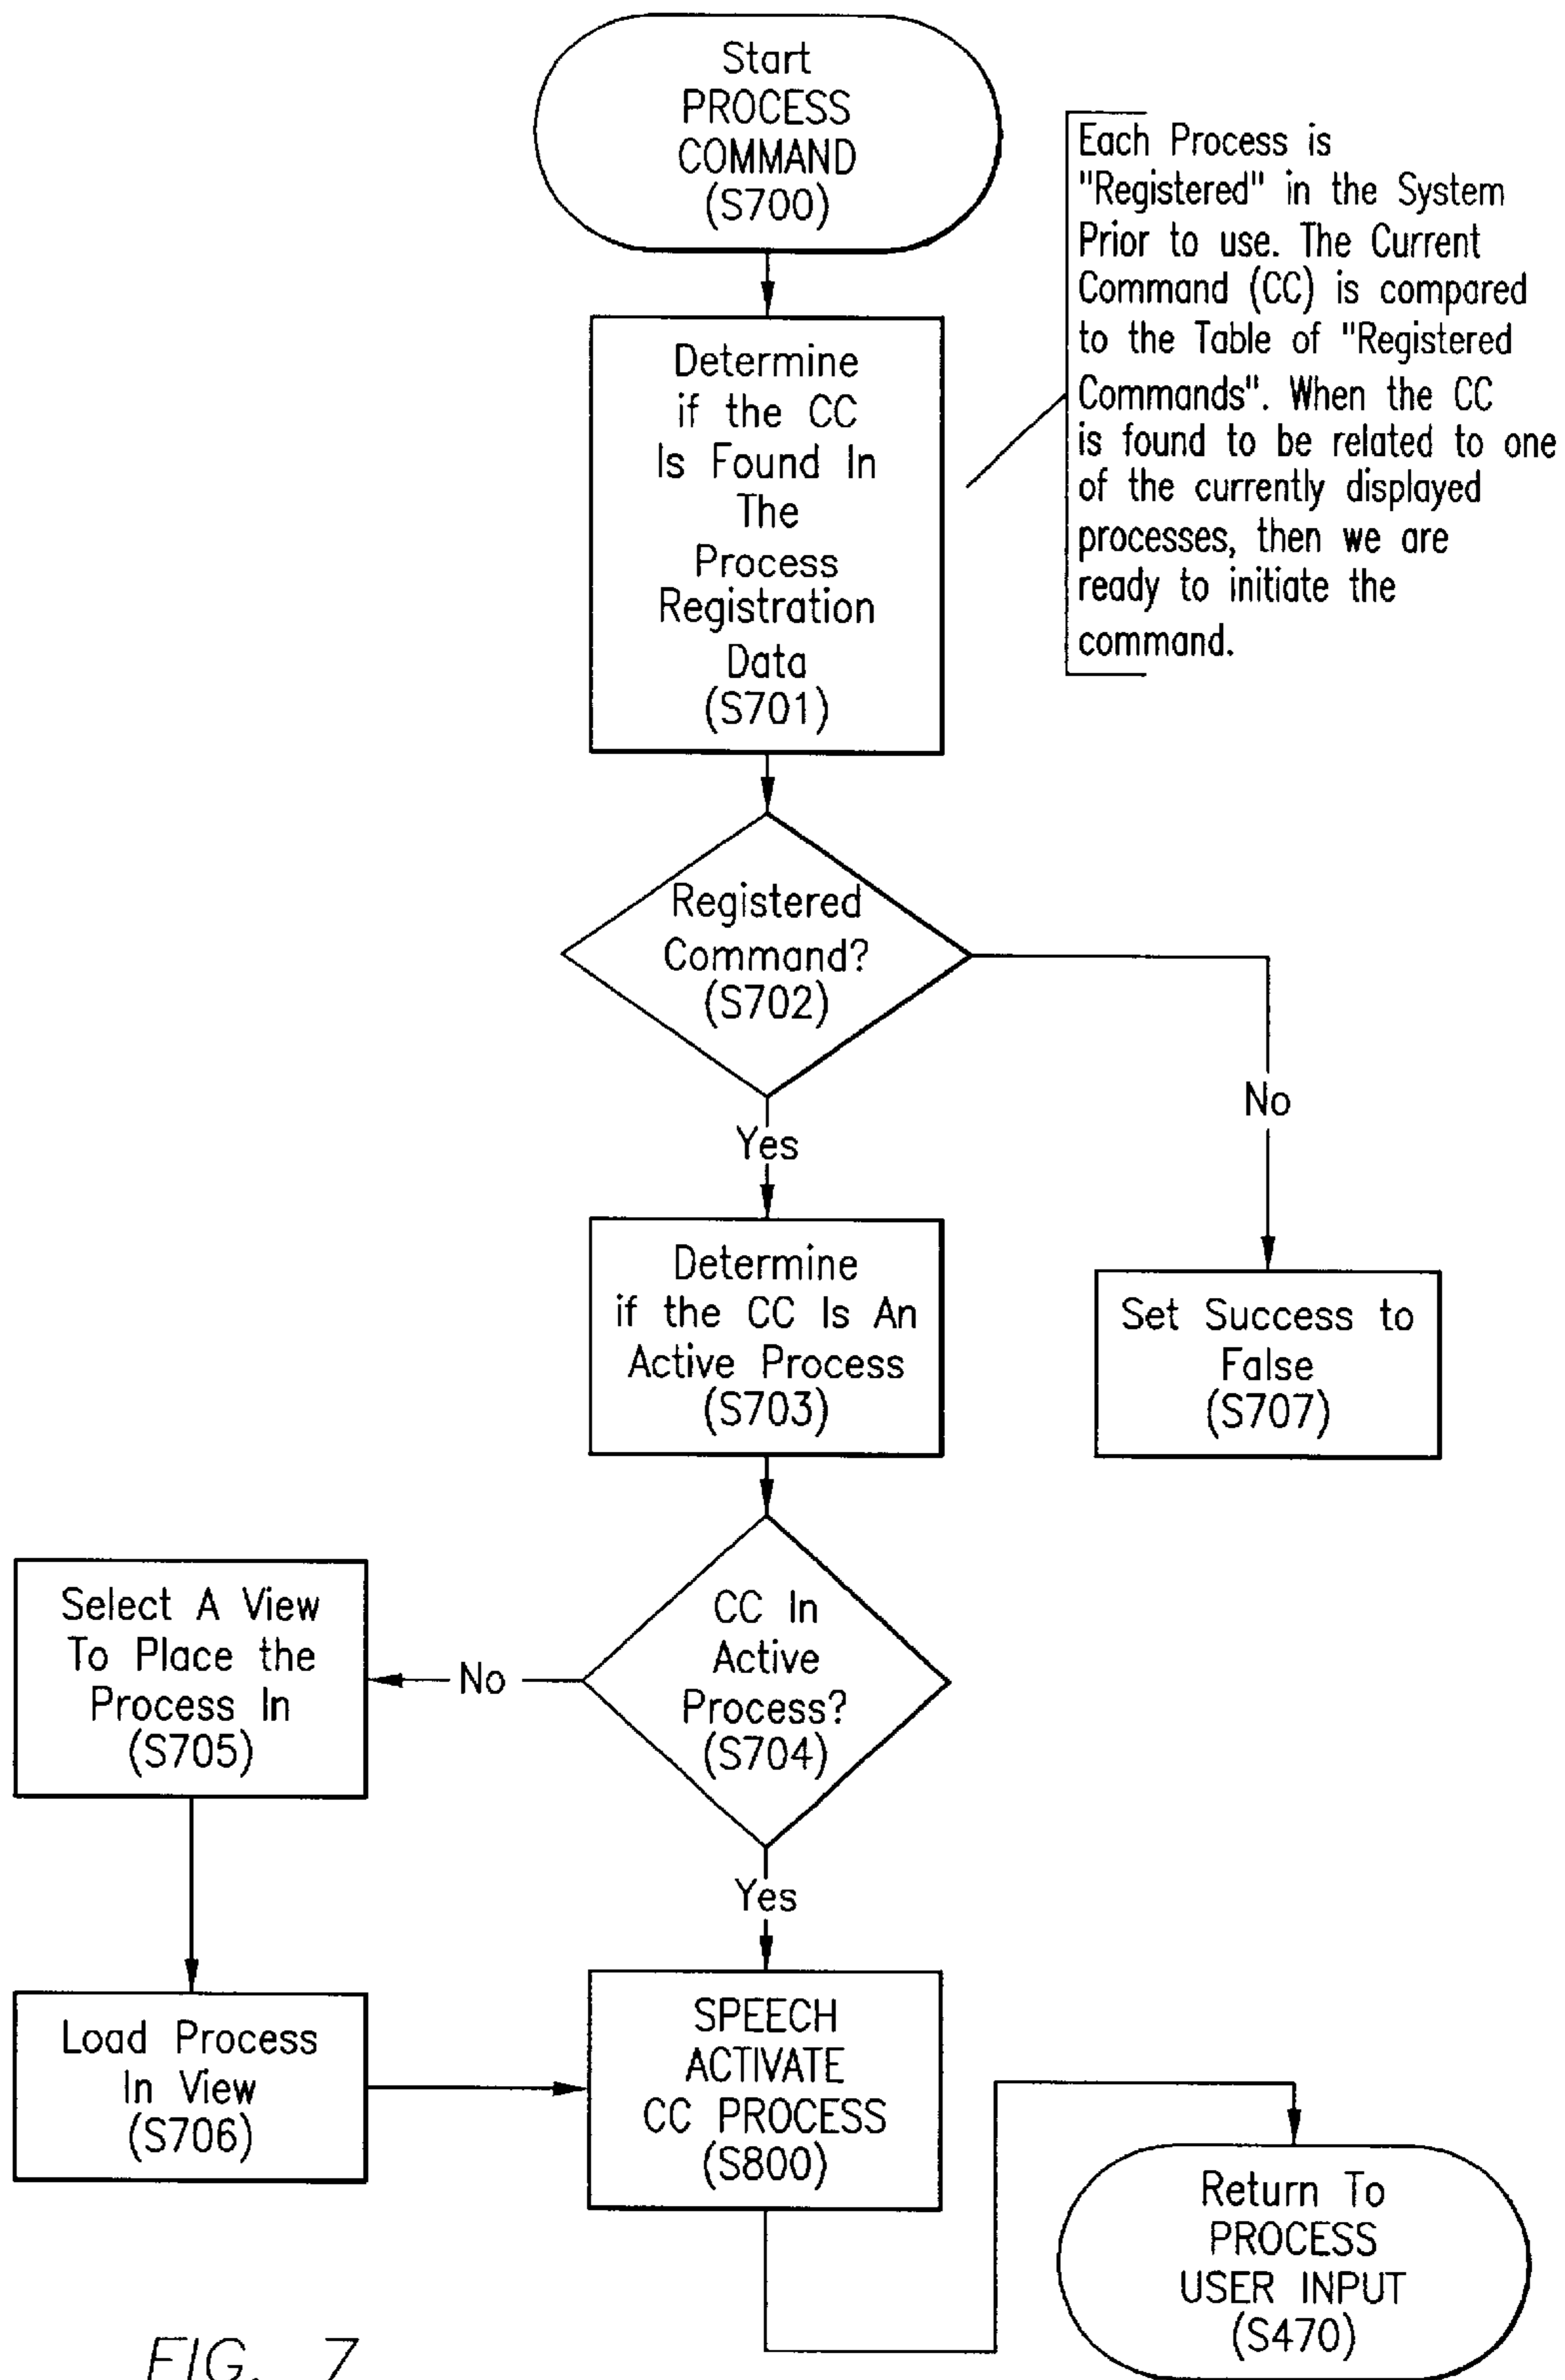 Start
PROCESS
COMMAND
(S700)
Each Process is
"Registered" in the System
Prior to use. The Current
Command (CC) is compared
to the Table of "Registered
Commands". When the CC
is found to be related to one
of the currently displayed
processes, then we are
ready to initiate the
command.
Determine
if the CC
Is Found In
The
Process
Registration
Data
(S701)
Registered
Command?
(S702)
No
Yes
Determine
if the CC Is An
Active Process
(S703)
Set Success to
False
(S707)
CC In
Active
Process?
(S704)
No
Select A View
To Place the
Process In
(S705)
Yes
Load Process
In View
(S706)
SPEECH
ACTIVATE
CC PROCESS
(S800)
Return To
PROCESS
USER INPUT
(S470)
FIG. 7